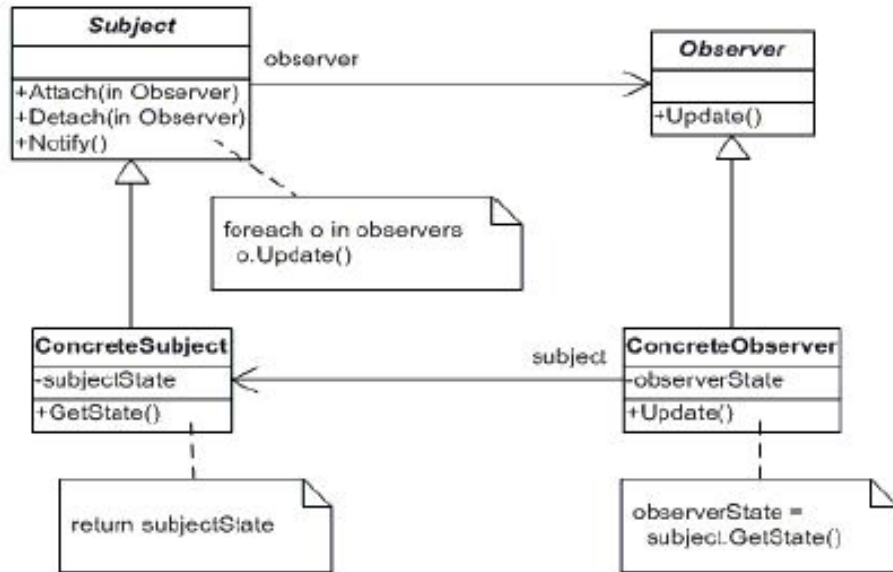 Subject
+Attach(in Observer)
+Detach(in Observer)
+Notify()
observer
Observer
+Update()
foreach o in observers
o.Update()
ConcreteSubject
-subjectState
+GetState()
subject
ConcreteObserver
-observerState
+Update()
return subjectState
observerState =
subject.GetState()